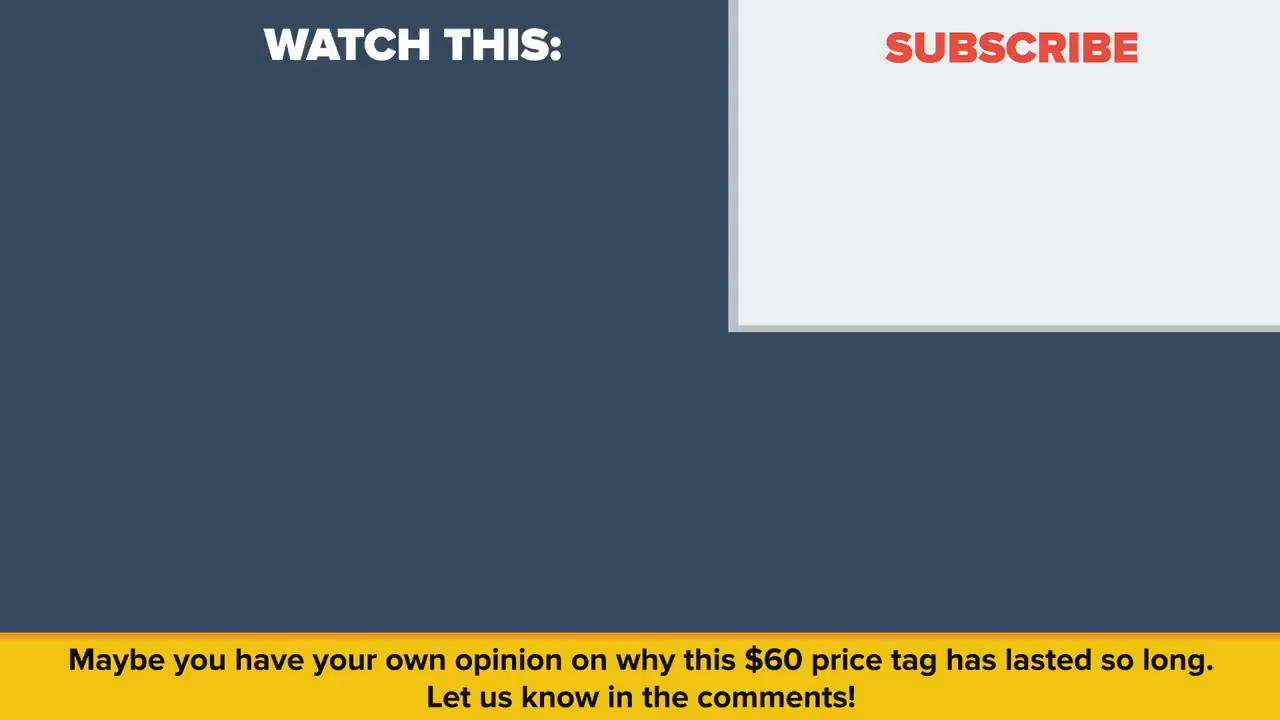 WATCH THIS:
SUBSCRIBE
Maybe you have your own opinion on why this $60 price tag has lasted so long.
Let us know in the comments!